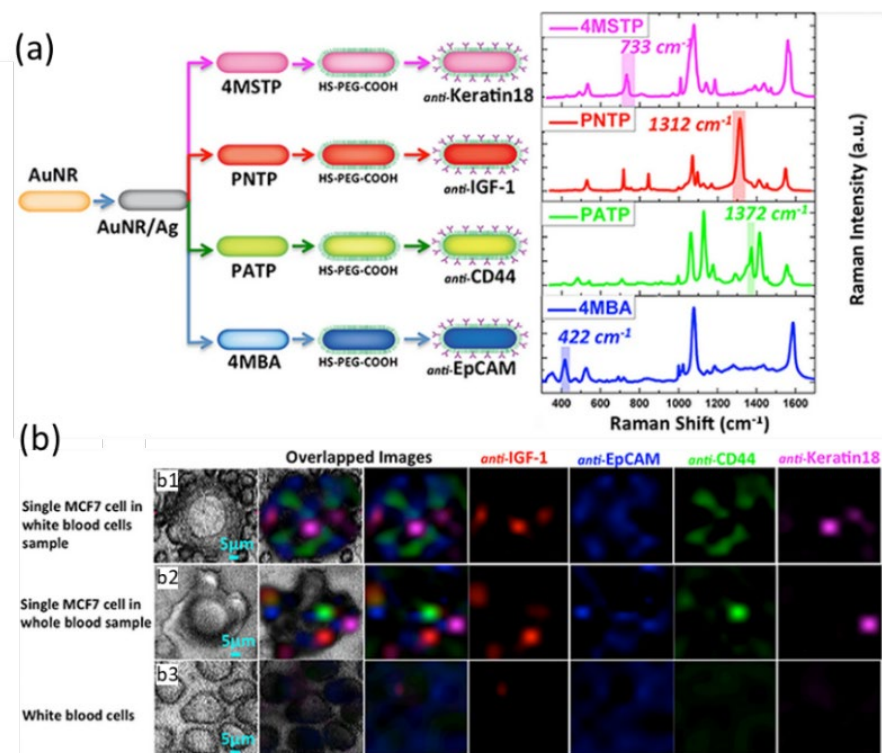 (a)
AuNR
AuNR/Ag
4MSTP
HS-PEG-COOH
anti-Keratin18
PNTP
HS-PEG-COOH
anti-IGF-1
PATP
HS-PEG-COOH
anti-CD44
4MBA
HS-PEG-COOH
anti-EpCAM
4MSTP
733 cm⁻¹
PNTP
1312 cm⁻¹
PATP
1372 cm⁻¹
4MBA
422 cm⁻¹
400 600 800 1000 1200 1400 1600
Raman Shift (cm⁻¹)
Raman Intensity (a.u.)
(b)
Overlapped Images anti-IGF-1 anti-EpCAM anti-CD44 anti-Keratin18
b1
Single MCF7 cell in
white blood cells
sample
5μm
b2
Single MCF7 cell in
whole blood sample
5μm
b3
White blood cells
5μm